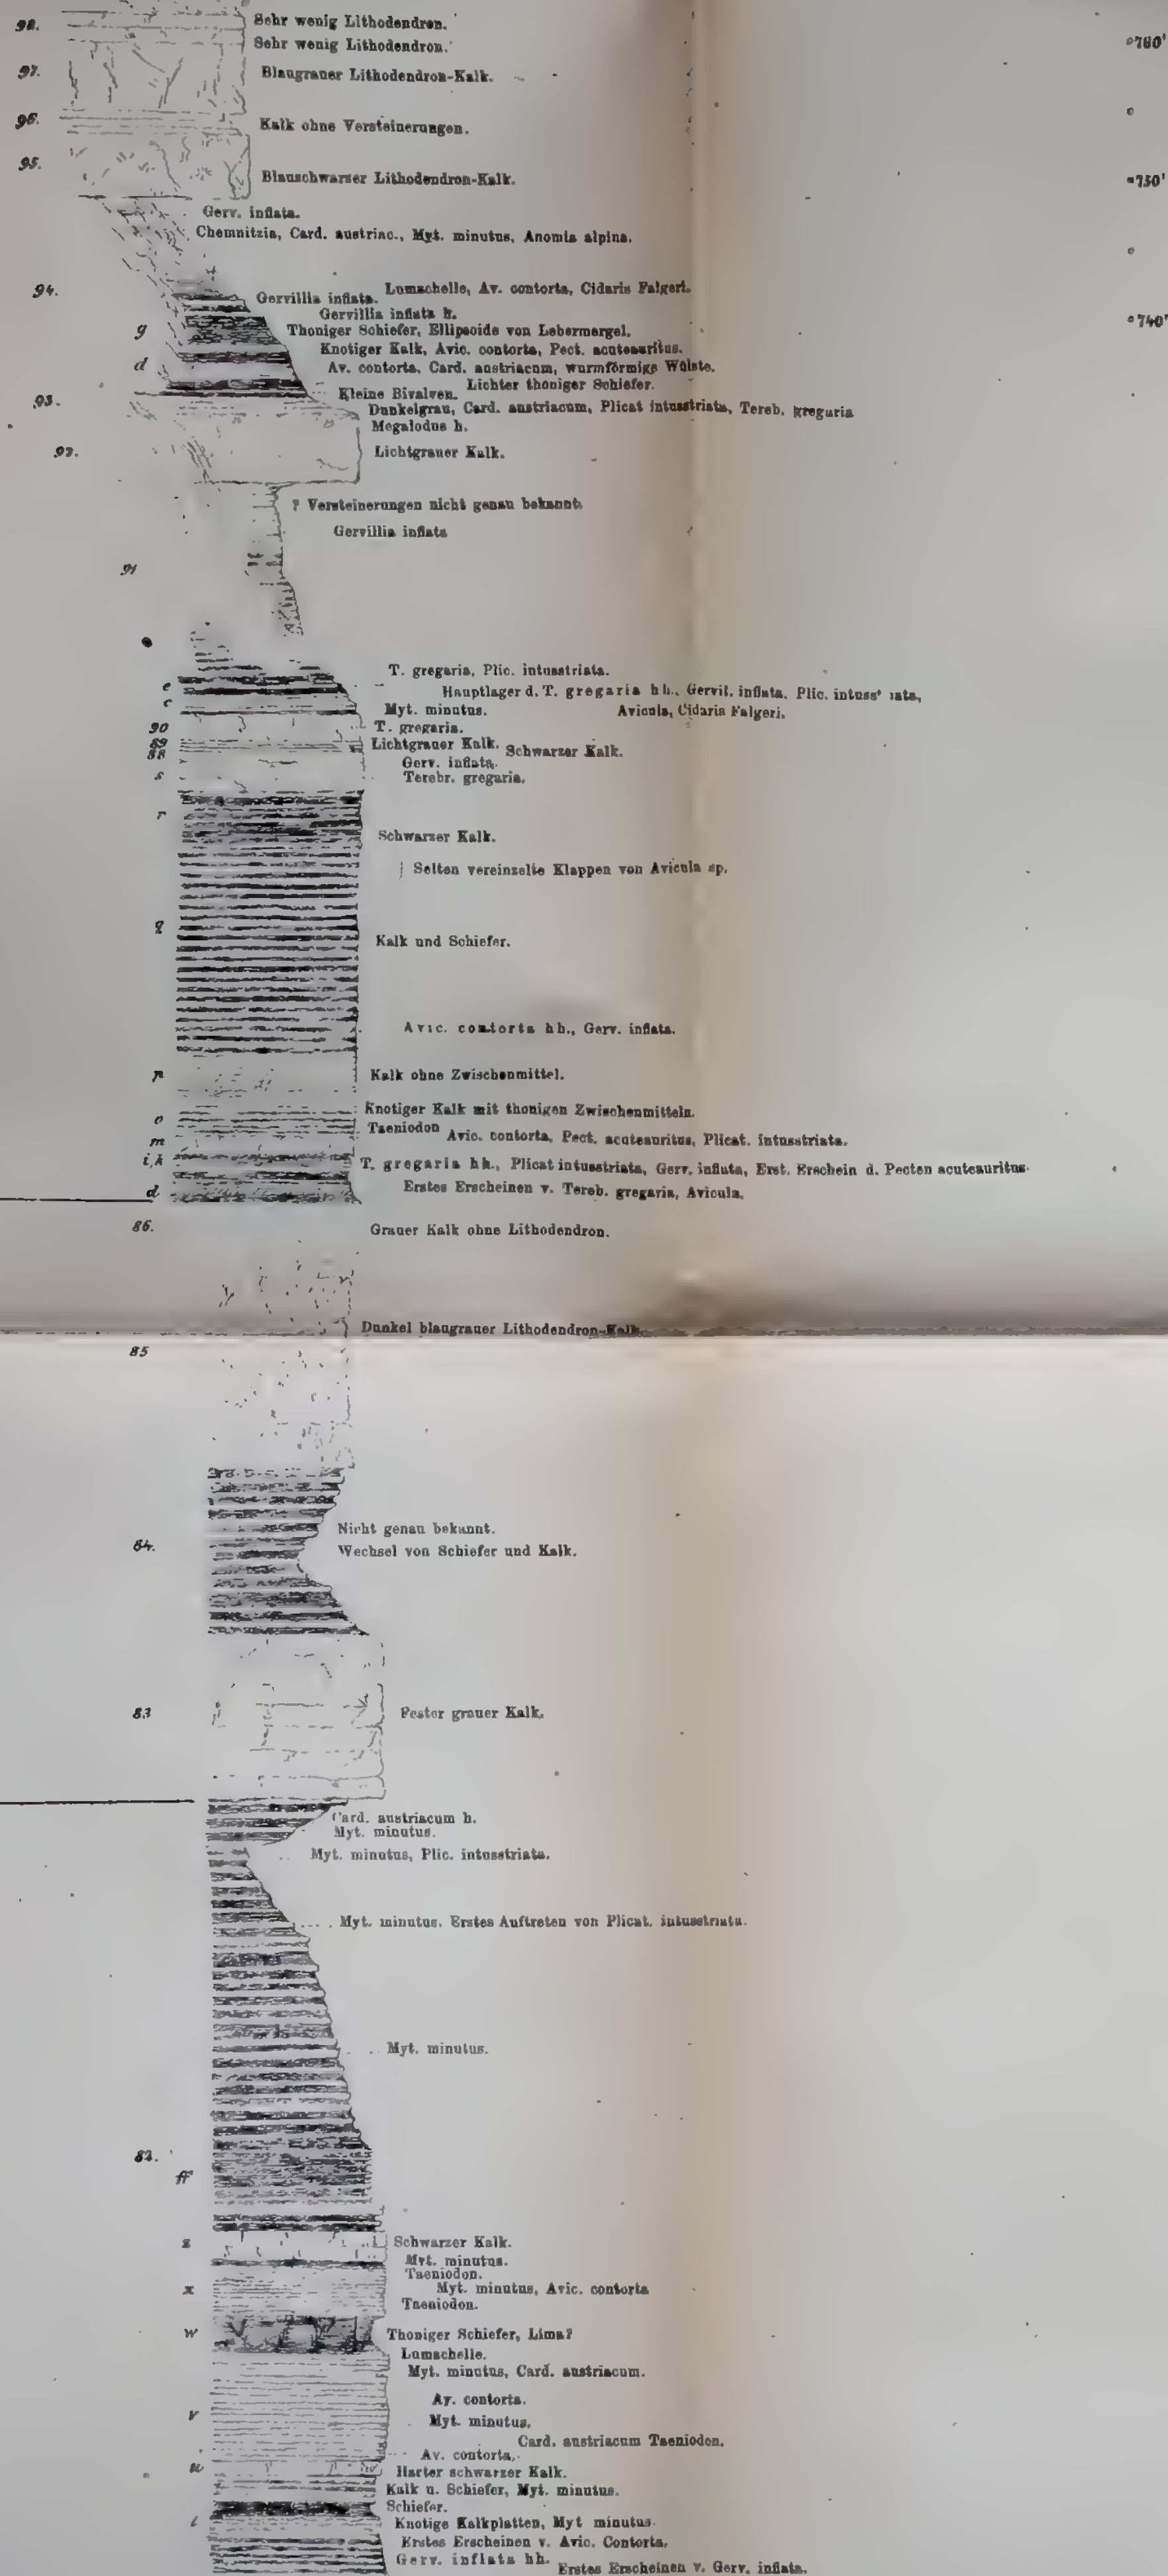 98. Sehr wenig Lithodendron.
Sehr wenig Lithodendron.
780'
97. Blaugrauer Lithodendron-Kalk.
96. Kalk ohne Versteinerungen.
95. Blauschwarzer Lithodendron-Kalk.
750'
Gerv. inflata.
Chemnitzia, Card. austriac., Myt. minutus, Anomia alpina.
94. Lumachelle, Av. contorta, Cidaris Falgeri.
Gervillia inflata.
Gervillia inflata h.
740'
g Thoniger Schiefer, Ellipsoide von Lebermergel.
Knotiger Kalk, Avic. contorta, Pect. acuteauritus.
d Av. contorta, Card. austriacum, wurmförmige Wülste.
Lichter thoniger Schiefer.
Kleine Bivalven.
93. Dunkelgrau, Card. austriacum, Plicat intusstriata, Tereb. gregaria
Megalodus h.
92. Lichtgrauer Kalk.
? Versteinerungen nicht genau bekannt.
Gervillia inflata
91
T. gregaria, Plic. intusstriata.
e Hauptlager d. T. gregaria hh., Gervil. inflata, Plic.
c Myt. minutus. Avicula, Cidaris Falgeri.
90 T. gregaria.
89 Lichtgrauer Kalk. Schwarzer Kalk.
88 Gerv. inflata.
s Terebr. gregaria.
r Schwarzer Kalk.
Selten vereinzelte Klappen von Avicula sp.
q Kalk und Schiefer.
Avic. contorta hh., Gerv. inflata.
p Kalk ohne Zwischenmittel.
Knotiger Kalk mit thonigen Zwischenmitteln.
o Taeniodon Avic. contorta, Pect. acuteauritus, Plicat. intusstriata.
m
i,k T. gregaria hh., Plicat intusstriata, Gerv. inflata, Erst. Erschein d. Pecten acuteauritus.
d Erstes Erscheinen v. Tereb. gregaria, Avicula.
86. Grauer Kalk ohne Lithodendron.
Dunkel blaugrauer Lithodendron-Kalk.
85
Nicht genau bekannt.
84. Wechsel von Schiefer und Kalk.
83 Fester grauer Kalk.
Card. austriacum h.
Myt. minutus.
Myt. minutus, Plic. intusstriata.
Myt. minutus. Erstes Auftreten von Plicat. intusstriata.
Myt. minutus.
82.
ff
z Schwarzer Kalk.
Myt. minutus.
Taeniodon.
x Myt. minutus, Avic. contorta
Taeniodon.
w Thoniger Schiefer, Lima?
Lumachelle.
Myt. minutus, Card. austriacum.
Av. contorta.
v Myt. minutus,
Card. austriacum Taeniodon.
Av. contorta,
u Harter schwarzer Kalk.
Kalk u. Schiefer, Myt. minutus.
Schiefer.
t Knotige Kalkplatten, Myt minutus.
Erstes Erscheinen v. Avic. Contorta.
Gerv. inflata hh.
Erstes Erscheinen v. Gerv. inflata.